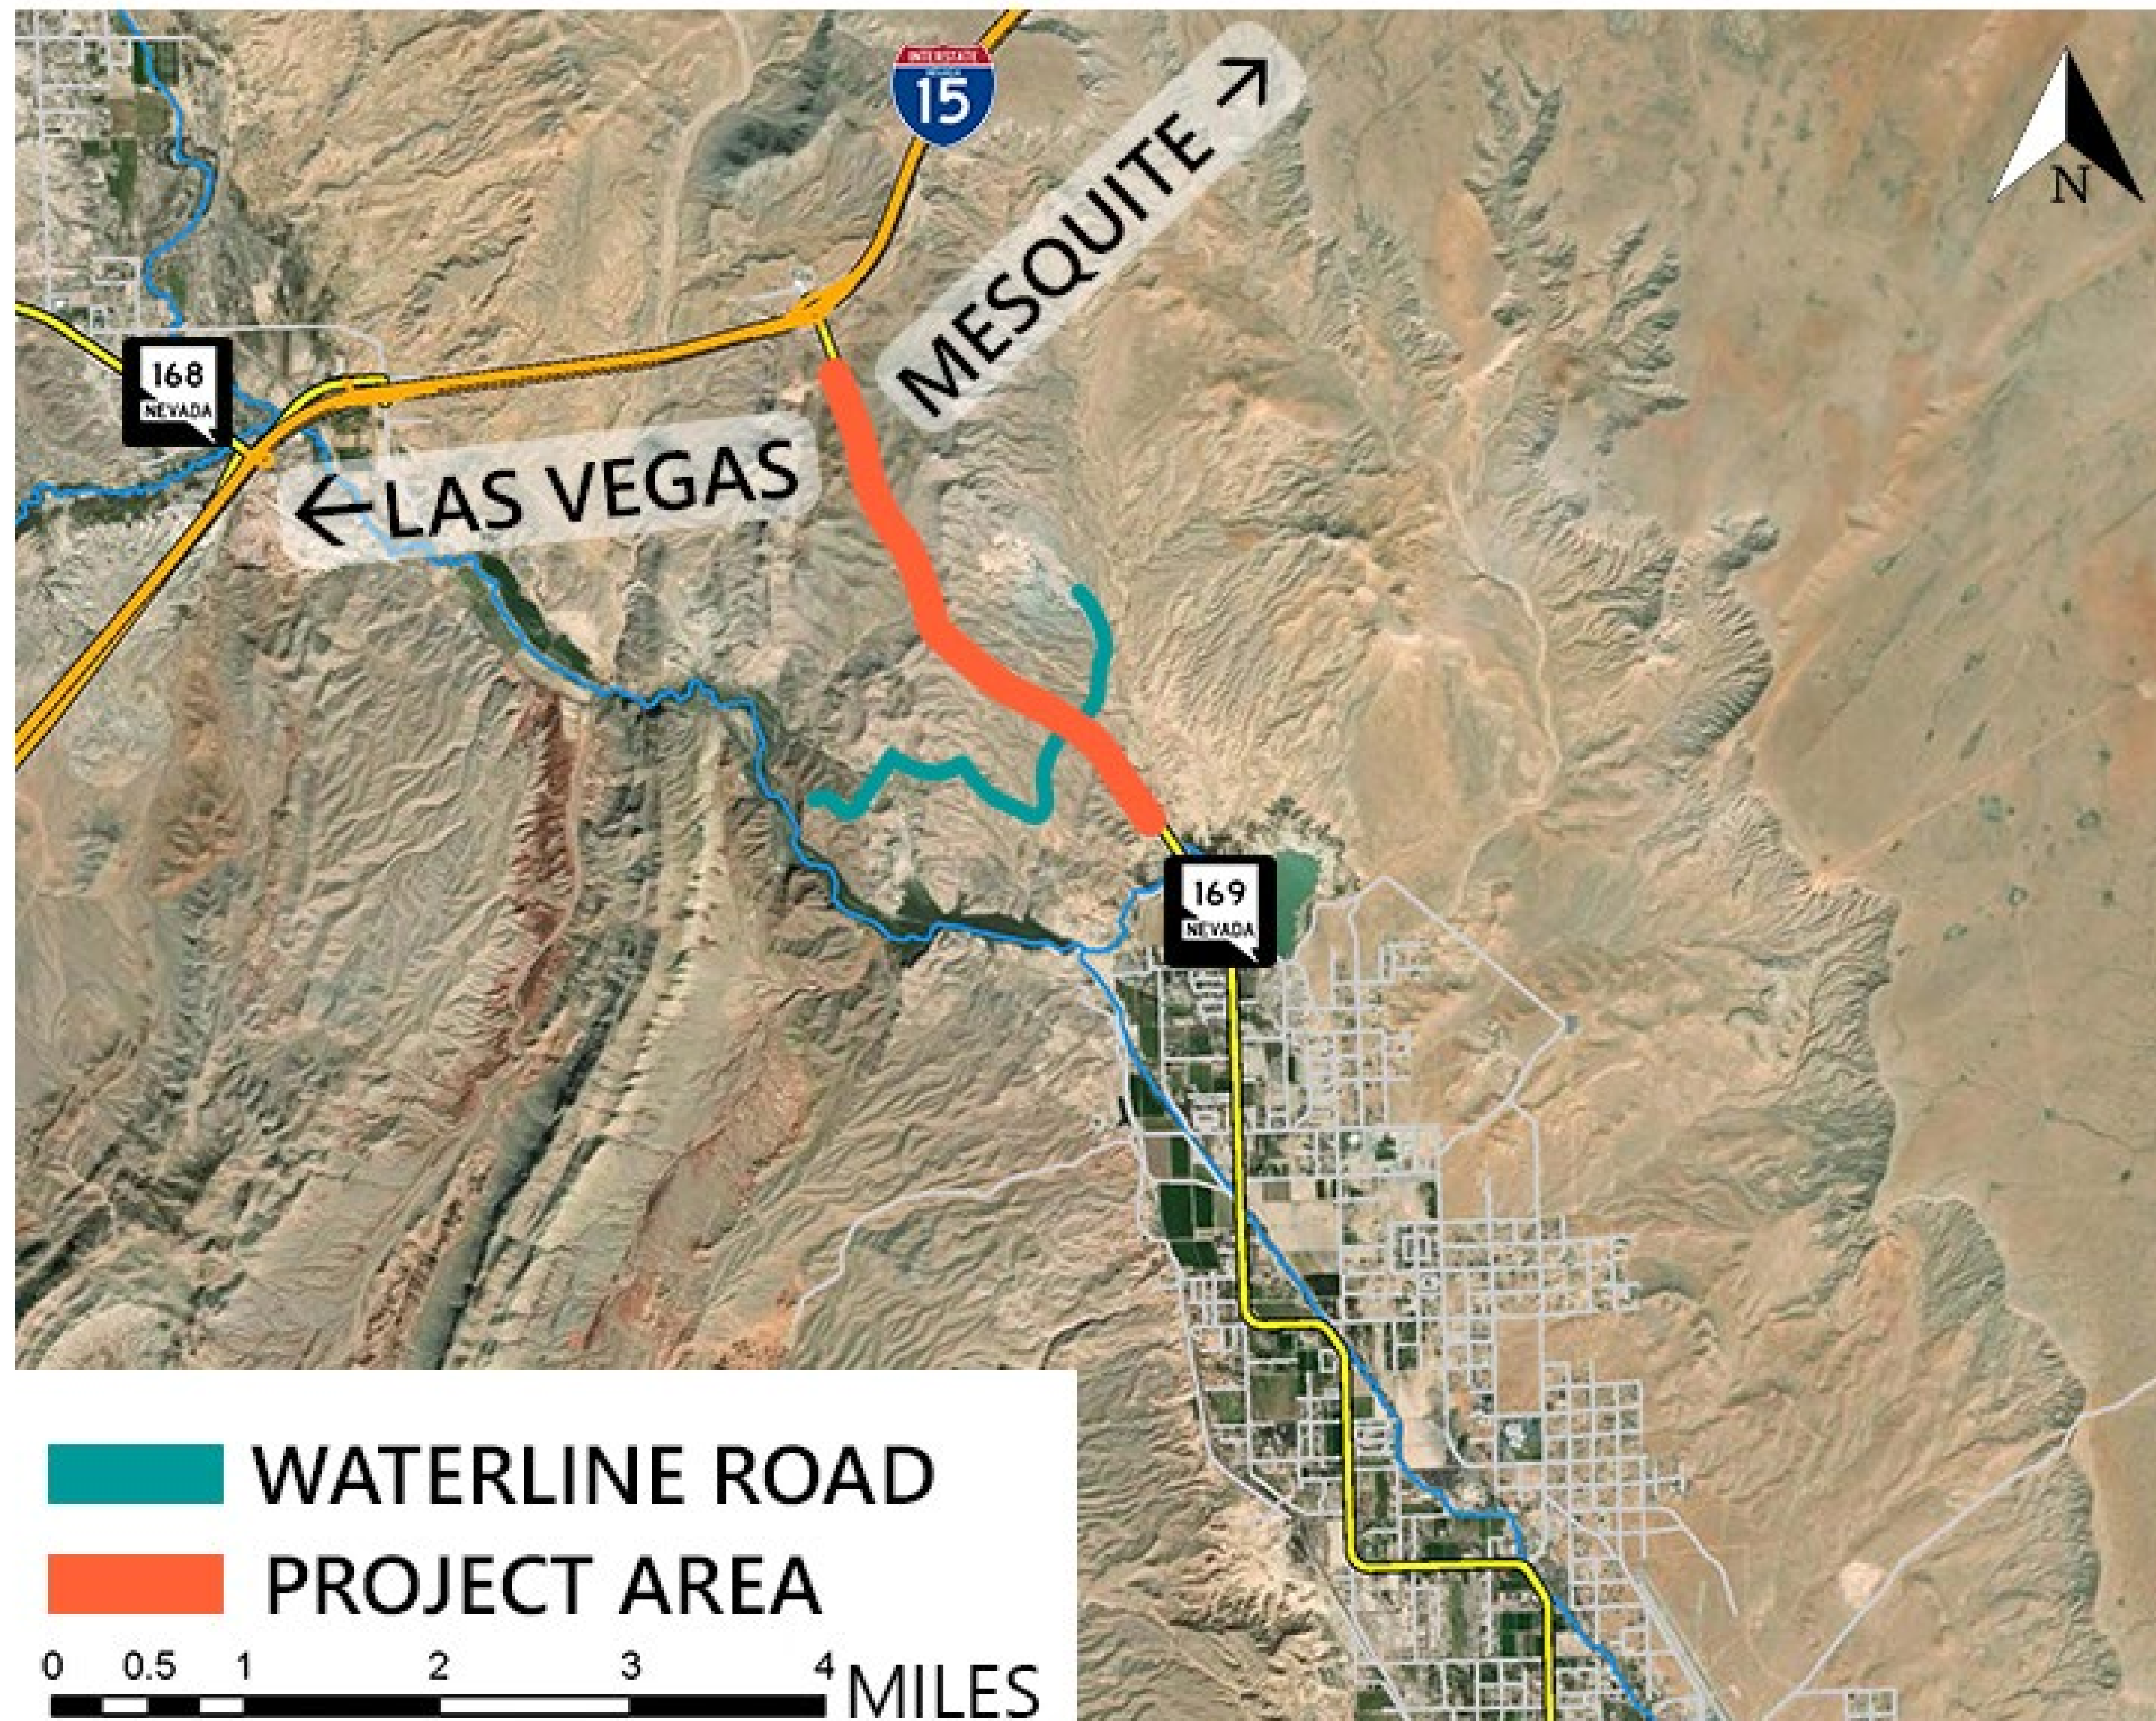 INTERSTATE
NEVADA
15
MESQUITE →
N
168
NEVADA
← LAS VEGAS
169
NEVADA
WATERLINE ROAD
PROJECT AREA
0 0.5 1 2 3 4 MILES